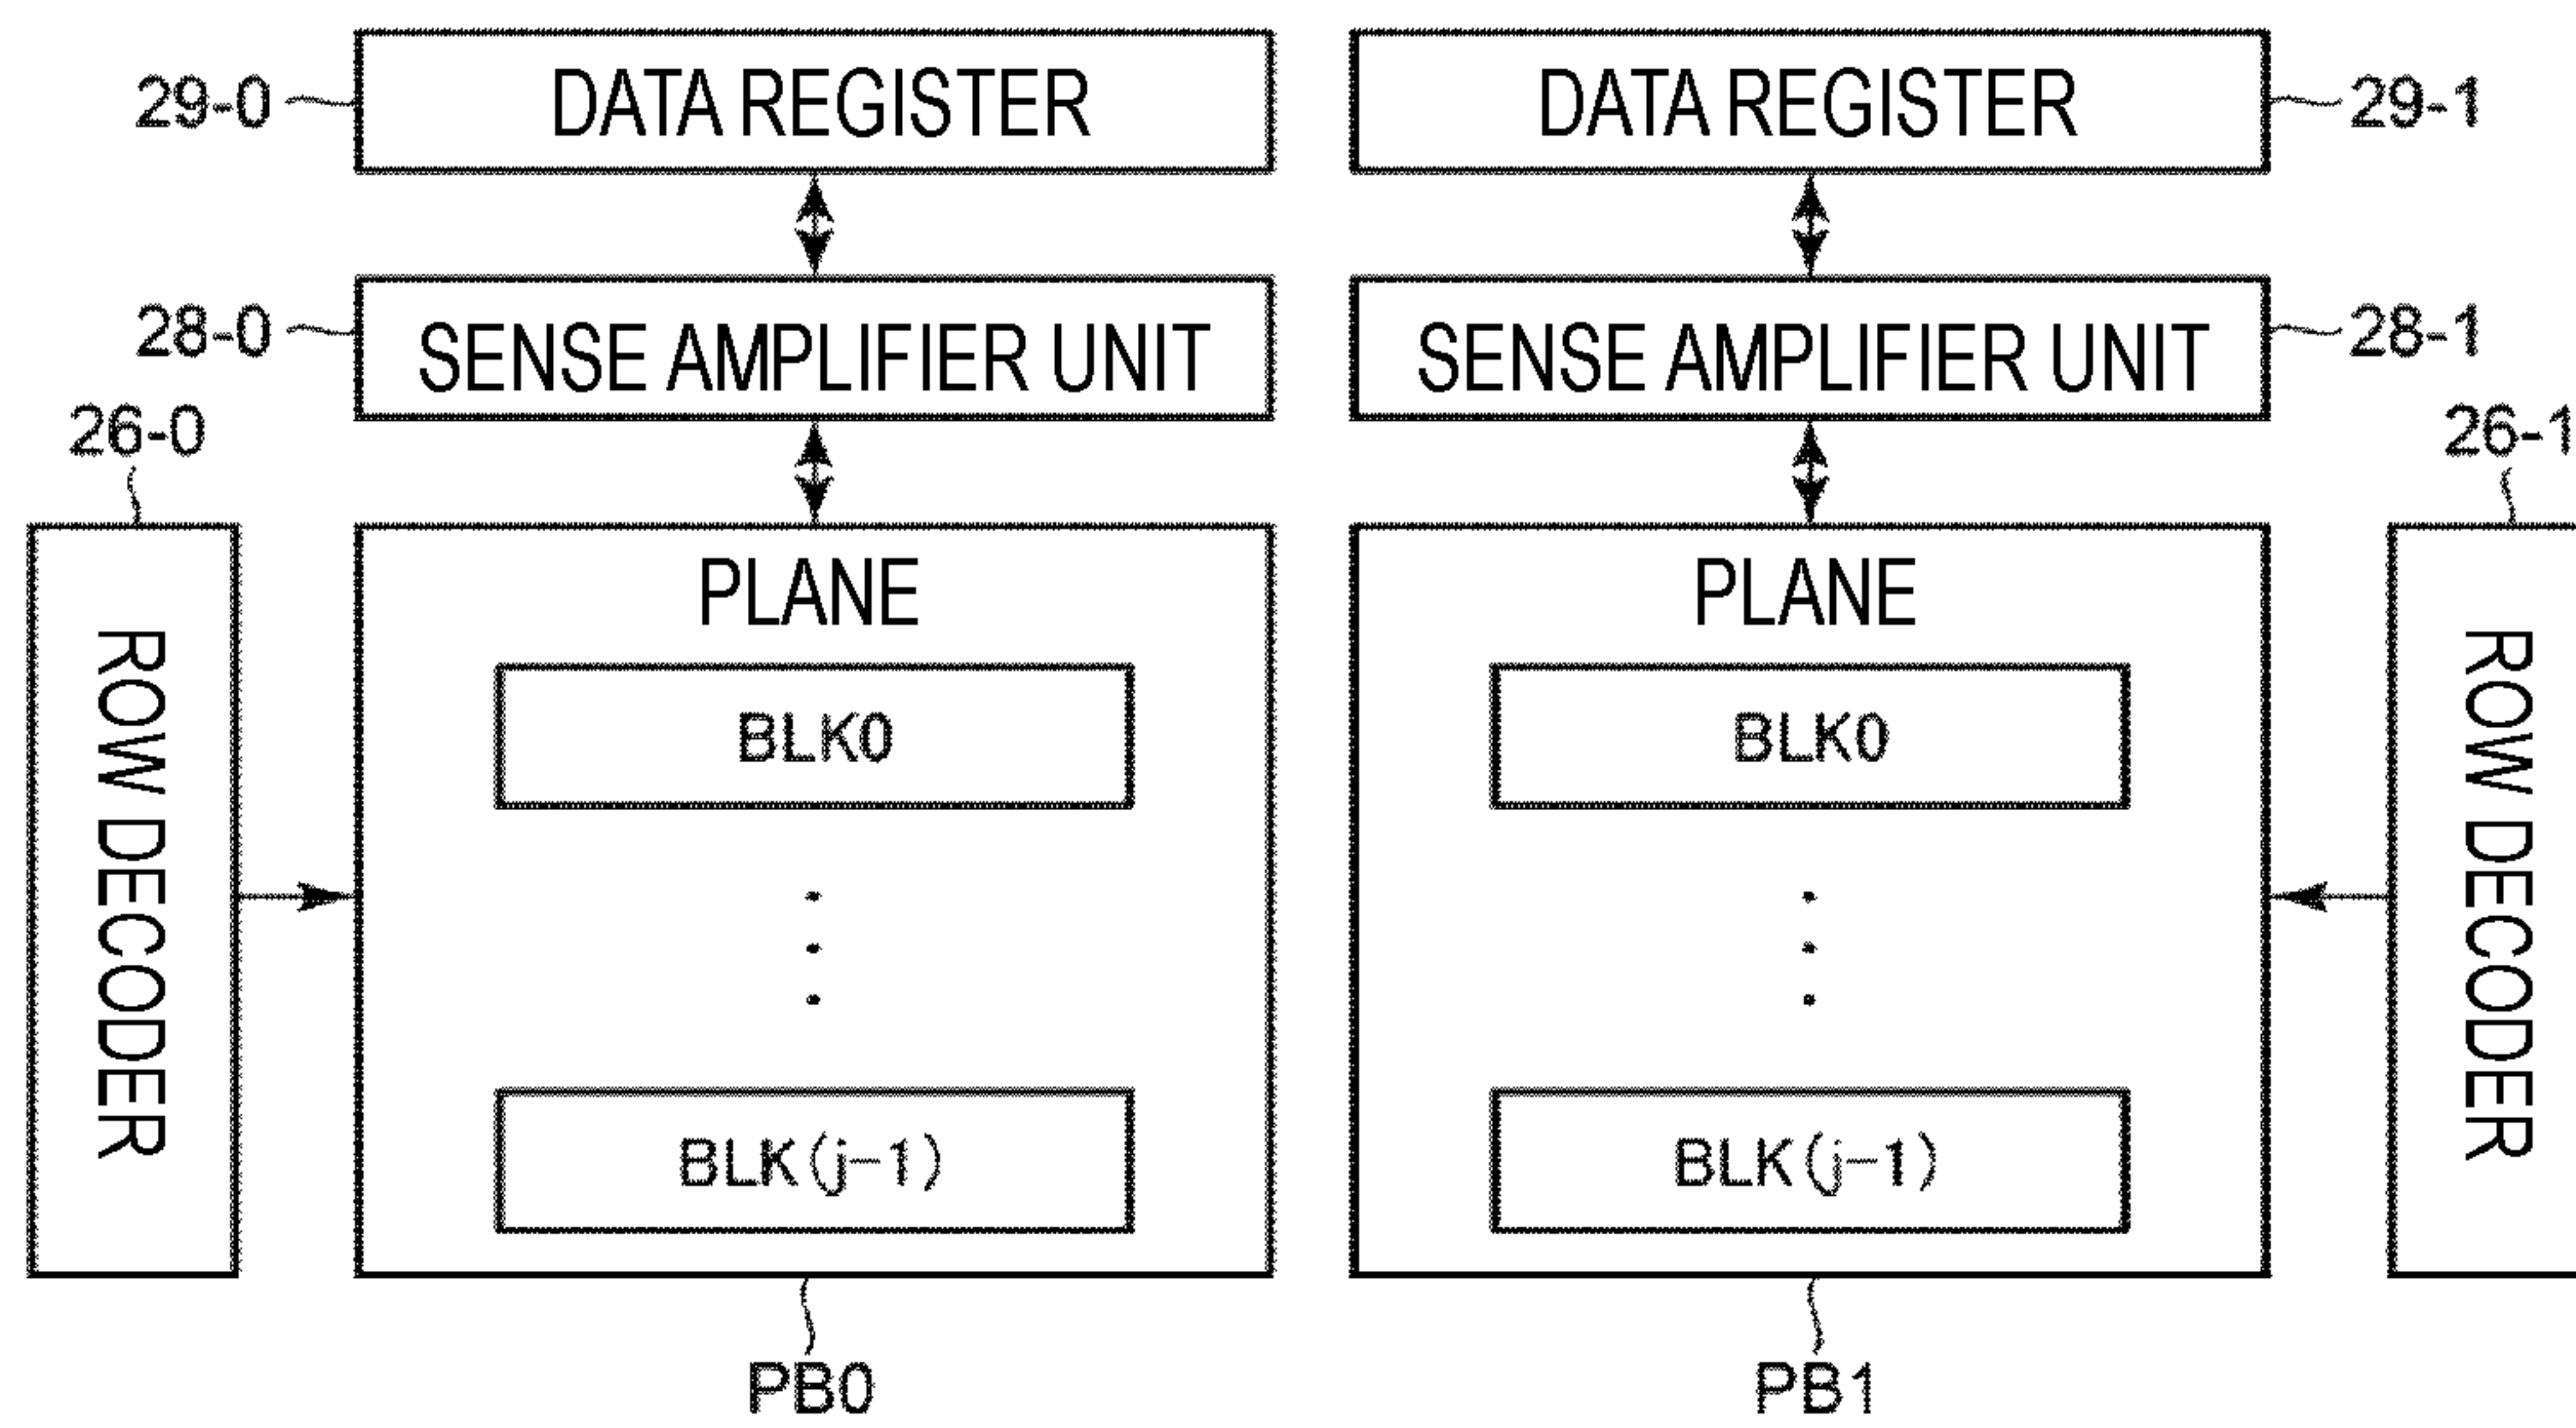 29-0
DATA REGISTER
DATA REGISTER
29-1
28-0
SENSE AMPLIFIER UNIT
SENSE AMPLIFIER UNIT
28-1
26-0
26-1
ROW DECODER
PLANE
PLANE
ROW DECODER
BLK0
BLK0
BLK(j-1)
BLK(j-1)
PB0
PB1